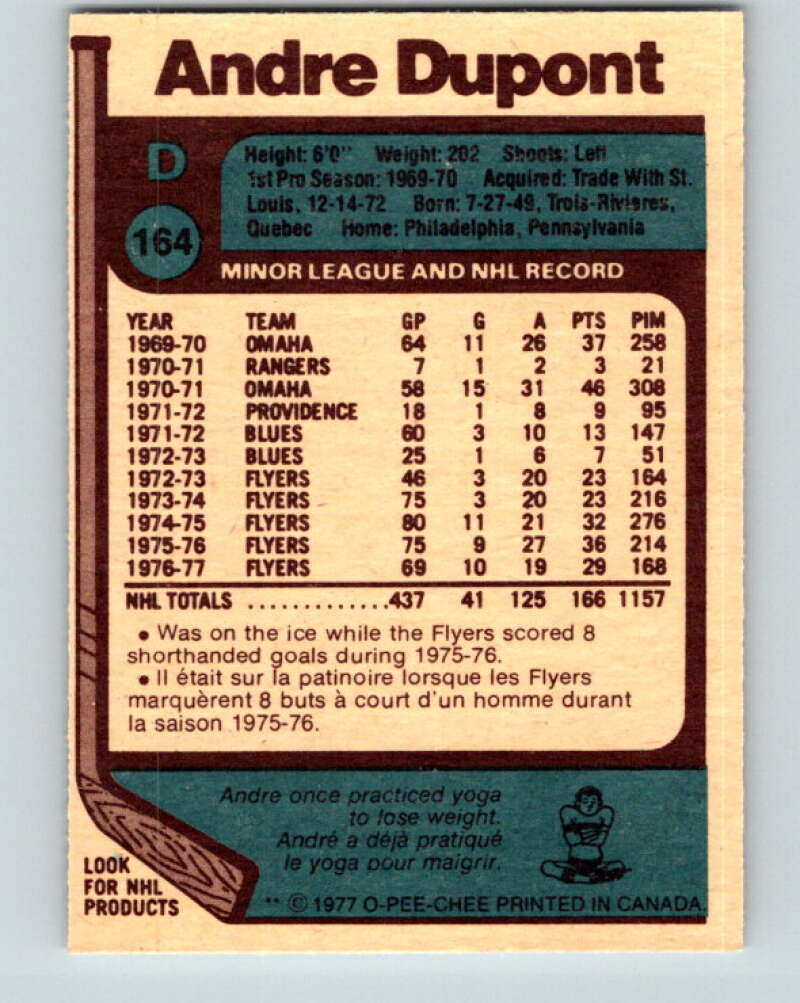 Andre Dupont
D
164
Height: 6'0" Weight: 202 Shoots: Left
1st Pro Season: 1969-70 Acquired: Trade With St.
Louis, 12-14-72 Born: 7-27-49, Trois-Rivieres,
Quebec Home: Philadelphia, Pennsylvania
MINOR LEAGUE AND NHL RECORD
YEAR TEAM GP G A PTS PIM
1969-70 OMAHA 64 11 26 37 258
1970-71 RANGERS 7 1 2 3 21
1970-71 OMAHA 58 15 31 46 308
1971-72 PROVIDENCE 18 1 8 9 95
1971-72 BLUES 60 3 10 13 147
1972-73 BLUES 25 1 6 7 51
1972-73 FLYERS 46 3 20 23 164
1973-74 FLYERS 75 3 20 23 216
1974-75 FLYERS 80 11 21 32 276
1975-76 FLYERS 75 9 27 36 214
1976-77 FLYERS 69 10 19 29 168
NHL TOTALS .............437 41 125 166 1157
• Was on the ice while the Flyers scored 8
shorthanded goals during 1975-76.
• Il était sur la patinoire lorsque les Flyers
marquèrent 8 buts à court d'un homme durant
la saison 1975-76.
Andre once practiced yoga
to lose weight.
André a déjà pratiqué
le yoga pour maigrir.
LOOK
FOR NHL
PRODUCTS
** © 1977 O-PEE-CHEE PRINTED IN CANADA.